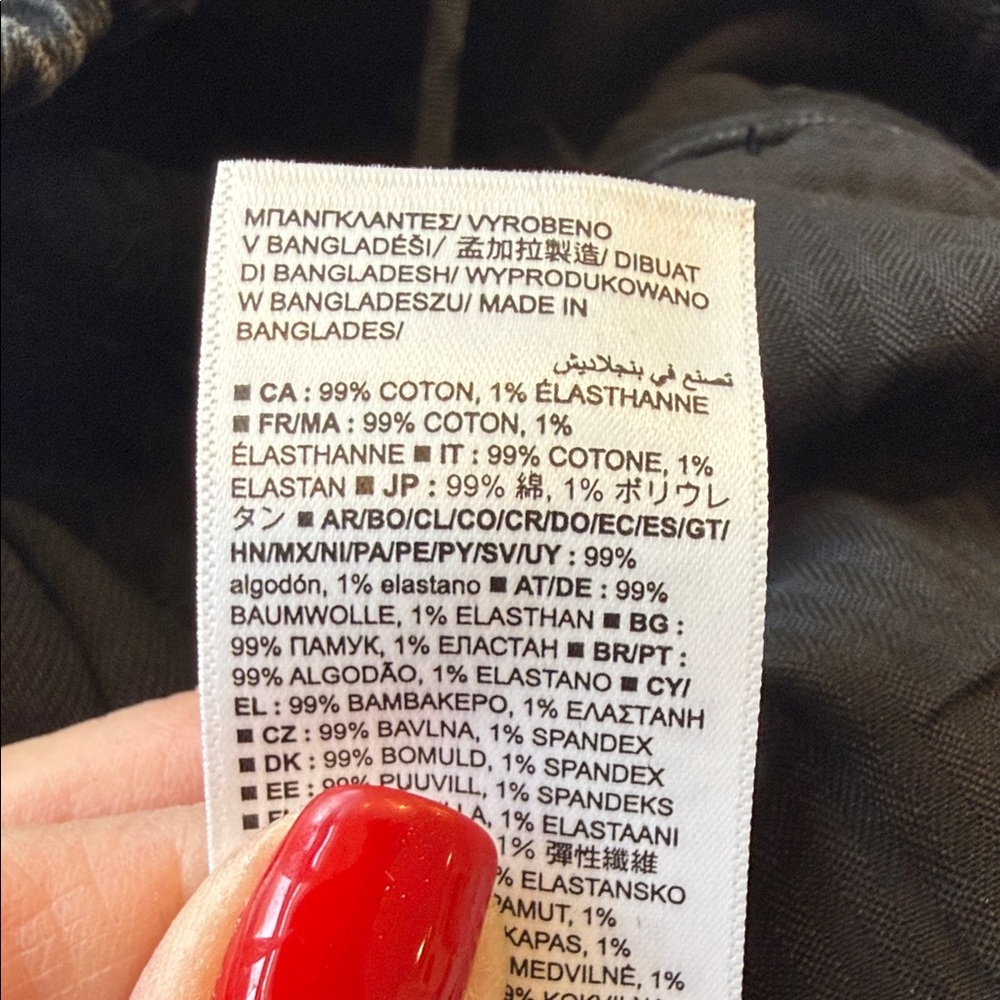 ΜΠΑΝΓΚΛΑΝΤΕΣ/ VYROBENO
V BANGLADÉŠI/ 孟加拉製造/ DIBUAT
DI BANGLADESH/ WYPRODUKOWANO
W BANGLADESZU/ MADE IN
BANGLADES/
تصنع في بنجلاديش
■ CA : 99% COTON, 1% ÉLASTHANNE
■ FR/MA : 99% COTON, 1%
ÉLASTHANNE ■ IT : 99% COTONE, 1%
ELASTAN ■ JP : 99% 綿, 1% ポリウレ
タン ■ AR/BO/CL/CO/CR/DO/EC/ES/GT/
HN/MX/NI/PA/PE/PY/SV/UY : 99%
algodón, 1% elastano ■ AT/DE : 99%
BAUMWOLLE, 1% ELASTHAN ■ BG :
99% ПАМУК, 1% ЕЛАСТАН ■ BR/PT :
99% ALGODÃO, 1% ELASTANO ■ CY/
EL : 99% ΒΑΜΒΑΚΕΡΟ, 1% ΕΛΑΣΤΑΝΗ
■ CZ : 99% BAVLNA, 1% SPANDEX
■ DK : 99% BOMULD, 1% SPANDEX
■ EE : 99% PUUVILL, 1% SPANDEKS
■ 1% ELASTAANI
1% 彈性纖維
% ELASTANSKO
PAMUT, 1%
KAPAS, 1%
MEDVILNĖ, 1%